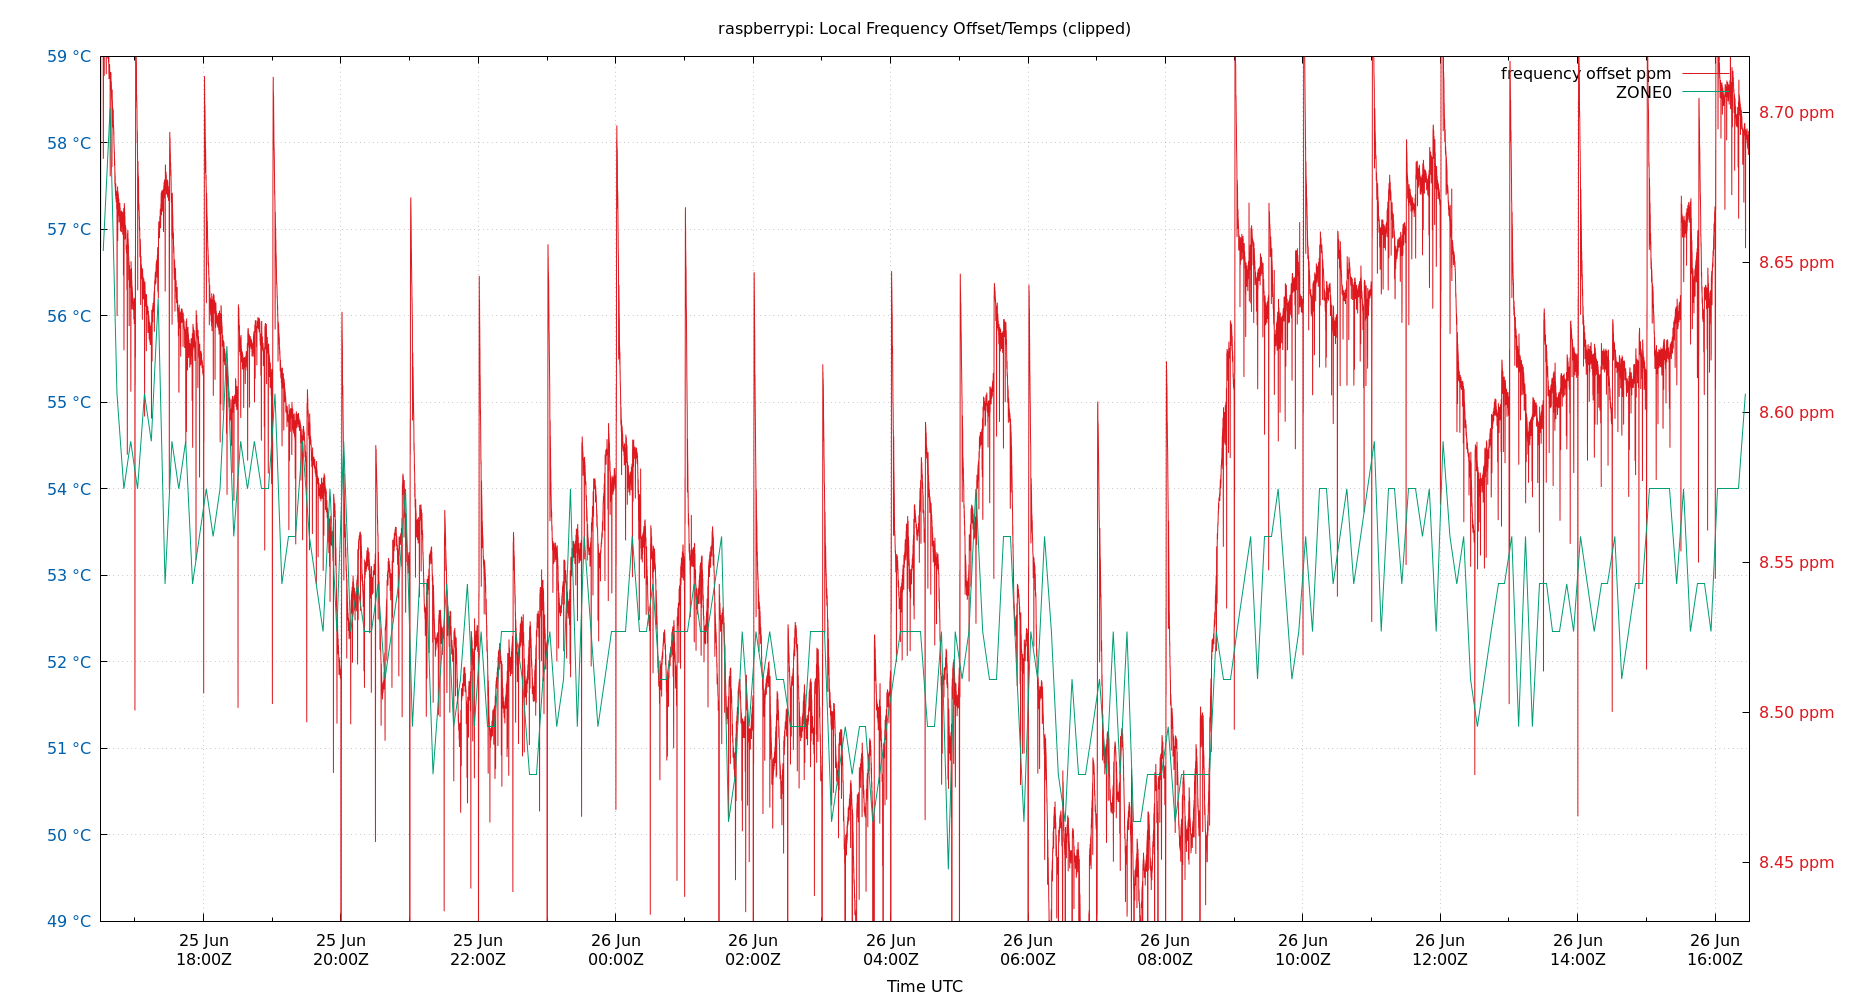 raspberrypi: Local Frequency Offset/Temps (clipped)
frequency offset ppm
ZONE0
59 °C
58 °C
57 °C
56 °C
55 °C
54 °C
53 °C
52 °C
51 °C
50 °C
49 °C
8.70 ppm
8.65 ppm
8.60 ppm
8.55 ppm
8.50 ppm
8.45 ppm
25 Jun
18:00Z
25 Jun
20:00Z
25 Jun
22:00Z
26 Jun
00:00Z
26 Jun
02:00Z
26 Jun
04:00Z
26 Jun
06:00Z
26 Jun
08:00Z
26 Jun
10:00Z
26 Jun
12:00Z
26 Jun
14:00Z
26 Jun
16:00Z
Time UTC